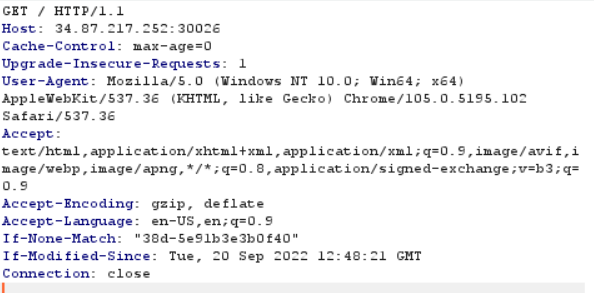 GET / HTTP/1.1
Host: 34.87.217.252:30026
Cache-Control: max-age=0
Upgrade-Insecure-Requests: 1
User-Agent: Mozilla/5.0 (Windows NT 10.0; Win64; x64)
AppleWebKit/537.36 (KHTML, like Gecko) Chrome/105.0.5195.102
Safari/537.36
Accept:
text/html,application/xhtml+xml,application/xml;q=0.9,image/avif,i
mage/webp,image/apng,*/*;q=0.8,application/signed-exchange;v=b3;q=
0.9
Accept-Encoding: gzip, deflate
Accept-Language: en-US,en;q=0.9
If-None-Match: "38d-5e91b3e3b0f40"
If-Modified-Since: Tue, 20 Sep 2022 12:48:21 GMT
Connection: close